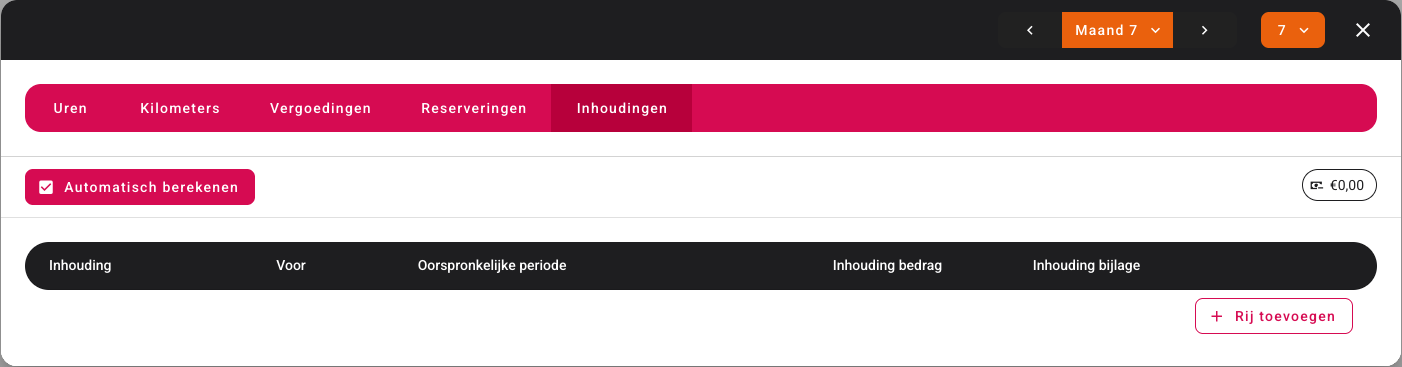 Maand 7
7
Uren Kilometers Vergoedingen Reserveringen Inhoudingen
Automatisch berekenen
€0,00
Inhouding Voor Oorspronkelijke periode Inhouding bedrag Inhouding bijlage
Rij toevoegen